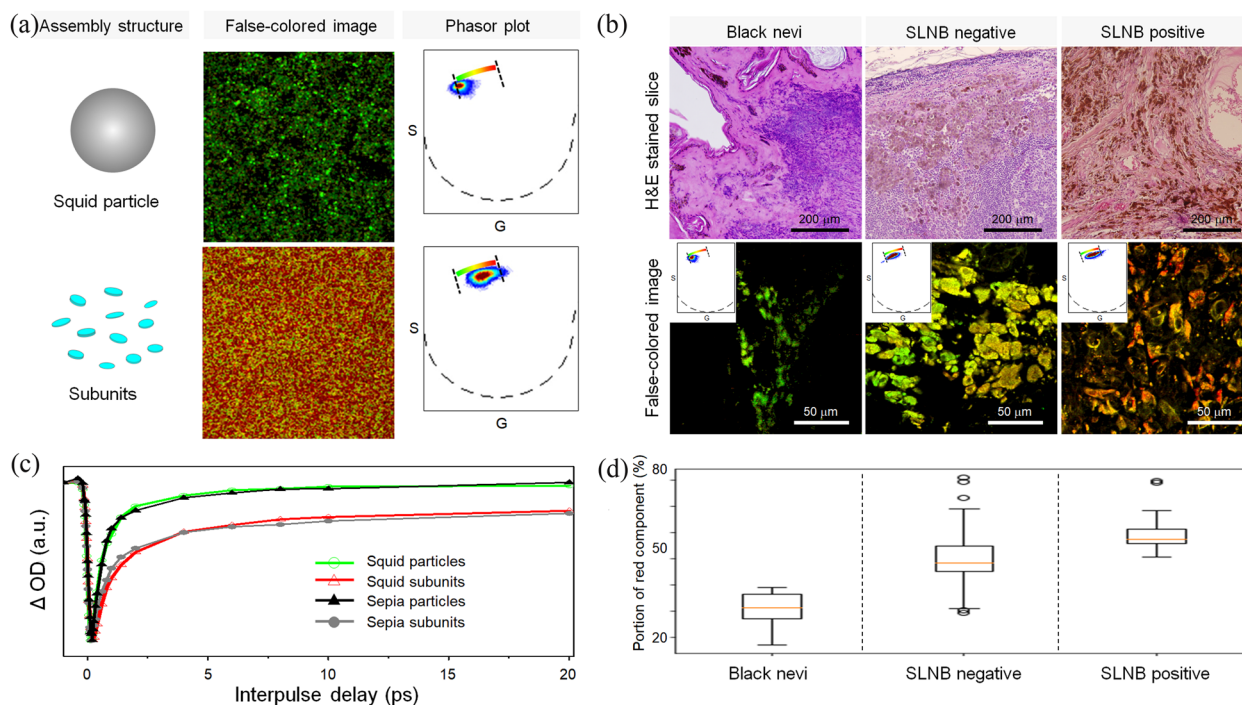 (a)
Assembly structure
False-colored image
Phasor plot
Squid particle
S
G
Subunits
S
G
(b)
Black nevi
SLNB negative
SLNB positive
H&E stained slice
200 μm
200 μm
200 μm
False-colored image
S
G
50 μm
S
G
50 μm
S
G
50 μm
(c)
Δ OD (a.u.)
Squid particles
Squid subunits
Sepia particles
Sepia subunits
0 5 10 15 20
Interpulse delay (ps)
(d)
Portion of red component (%)
80
50
20
Black nevi
SLNB negative
SLNB positive